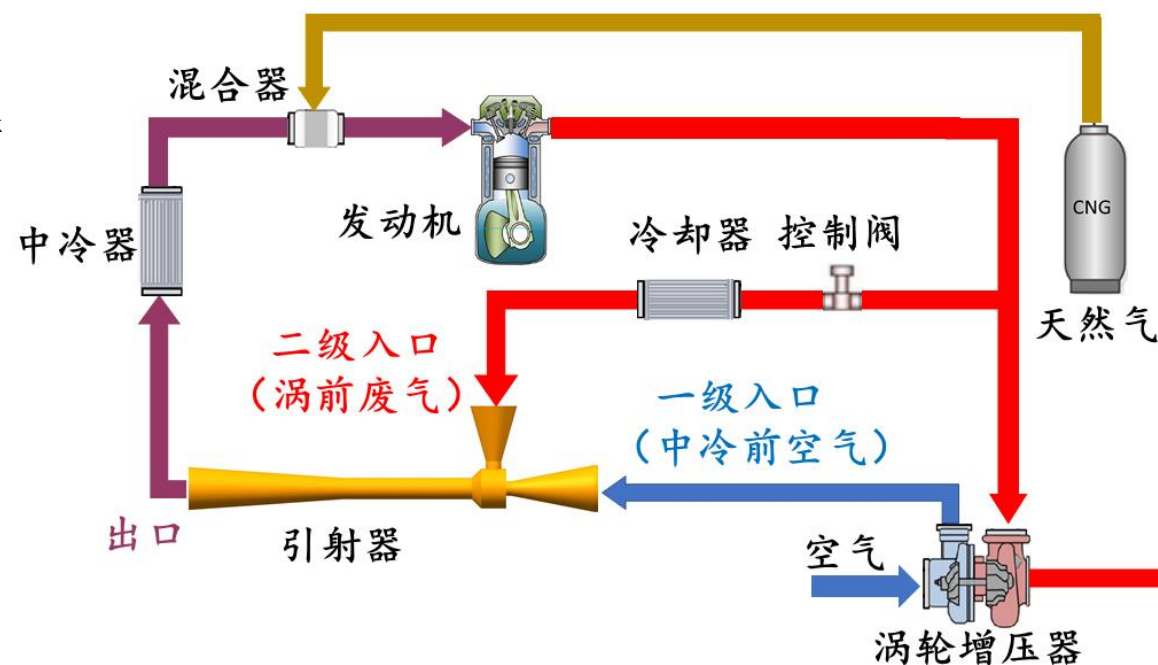 混合器
发动机
CNG
中冷器
冷却器 控制阀
天然气
二级入口
（涡前废气）
一级入口
（中冷前空气）
出口
引射器
空气
涡轮增压器